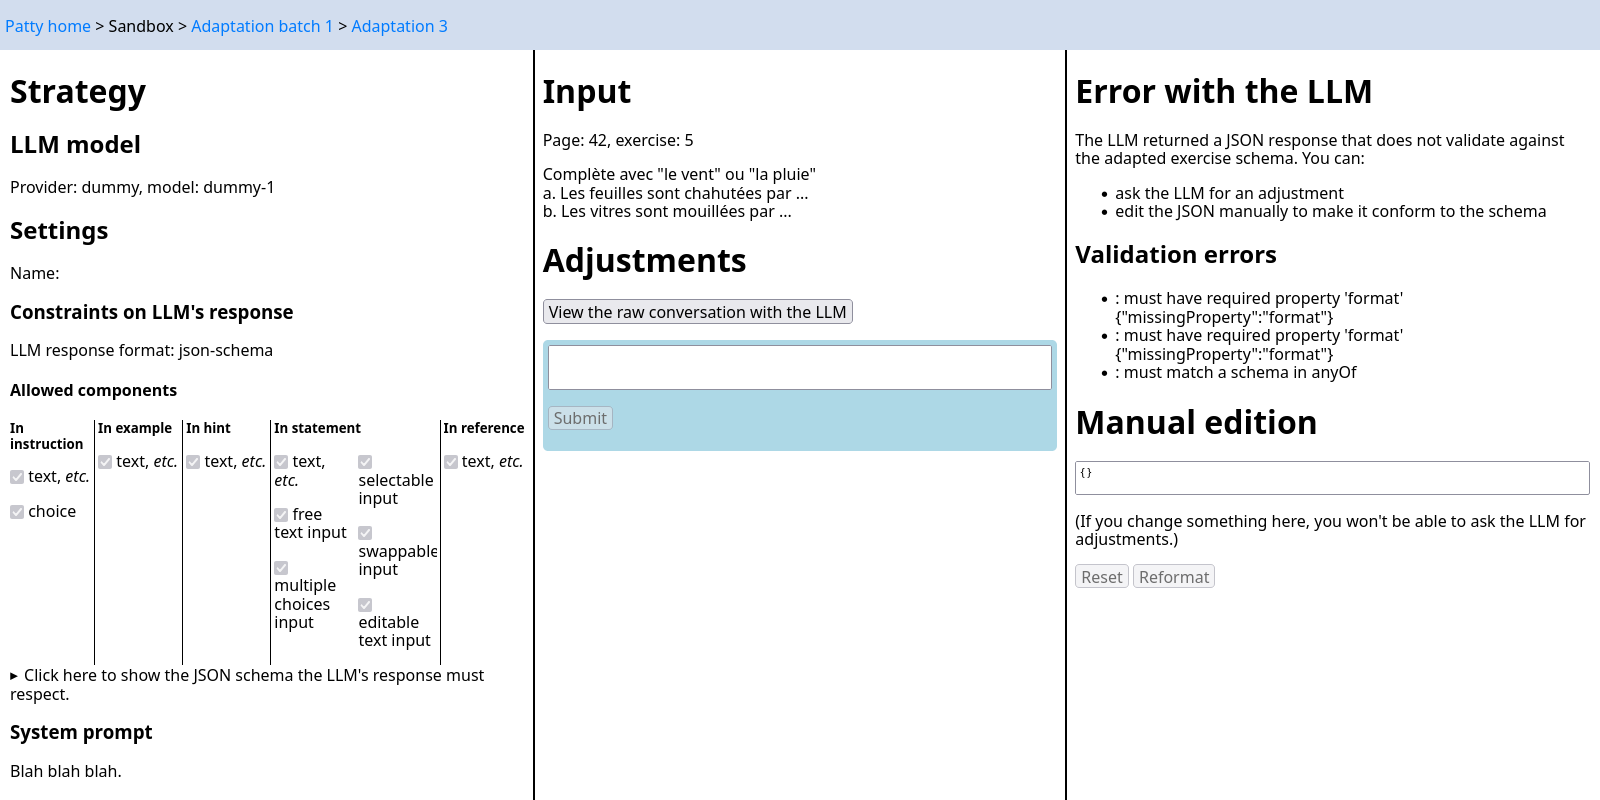 Patty home > Sandbox > Adaptation batch 1 > Adaptation 3
Strategy
LLM model
Provider: dummy, model: dummy-1
Settings
Name:
Constraints on LLM's response
LLM response format: json-schema
Allowed components
In
instruction
text, etc.
choice
In example
text, etc.
In hint
text, etc.
In statement
text,
etc.
free
text input
multiple
choices
input
selectable
input
swappable
input
editable
text input
In reference
text, etc.
▸ Click here to show the JSON schema the LLM's response must
respect.
System prompt
Blah blah blah.
Input
Page: 42, exercise: 5
Complète avec "le vent" ou "la pluie"
a. Les feuilles sont chahutées par ...
b. Les vitres sont mouillées par ...
Adjustments
View the raw conversation with the LLM
Submit
Error with the LLM
The LLM returned a JSON response that does not validate against
the adapted exercise schema. You can:
• ask the LLM for an adjustment
• edit the JSON manually to make it conform to the schema
Validation errors
• : must have required property 'format'
{"missingProperty":"format"}
• : must have required property 'format'
{"missingProperty":"format"}
• : must match a schema in anyOf
Manual edition
{}
(If you change something here, you won't be able to ask the LLM for
adjustments.)
Reset Reformat